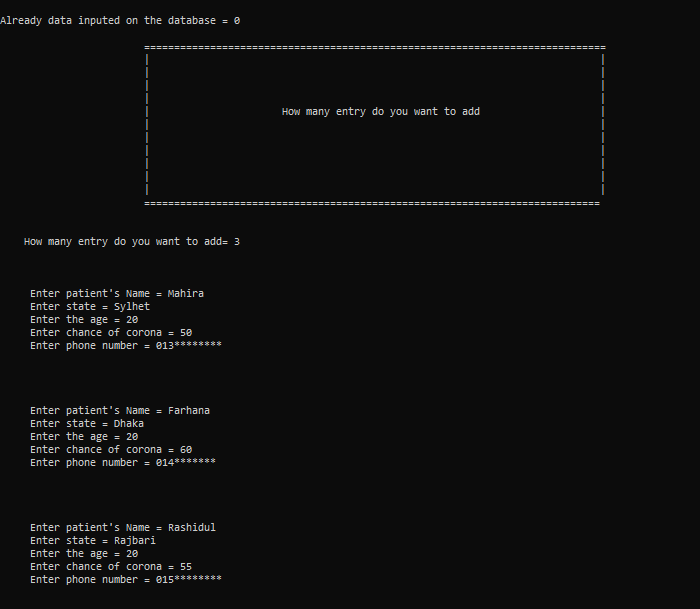 Already data inputed on the database = 0
How many entry do you want to add
How many entry do you want to add= 3
Enter patient's Name = Mahira
Enter state = Sylhet
Enter the age = 20
Enter chance of corona = 50
Enter phone number = 013********
Enter patient's Name = Farhana
Enter state = Dhaka
Enter the age = 20
Enter chance of corona = 60
Enter phone number = 014*******
Enter patient's Name = Rashidul
Enter state = Rajbari
Enter the age = 20
Enter chance of corona = 55
Enter phone number = 015********